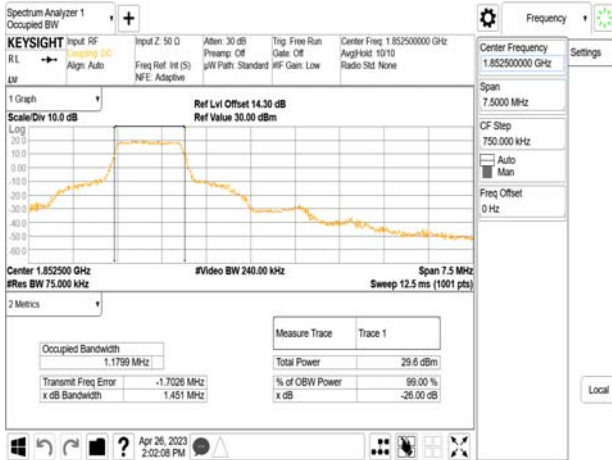 Spectrum Analyzer 1
Occupied BW
Frequency
KEYSIGHT
Input: RF
Coupling: DC
Align: Auto
Input Z: 50 Ω
Freq Ref: Int (S)
NFE: Adaptive
Atten: 30 dB
Preamp: Off
µW Path: Standard
Trig: Free Run
Gate: Off
#IF Gain: Low
Center Freq: 1.852500000 GHz
Avg|Hold: 10/10
Radio Std: None
RL
LV
Center Frequency
1.852500000 GHz
Settings
Span
7.5000 MHz
CF Step
750.000 kHz
Auto
Man
Freq Offset
0 Hz
Local
1 Graph
Scale/Div 10.0 dB
Ref Lvl Offset 14.30 dB
Ref Value 30.00 dBm
Log
20.0
10.0
0.00
-10.0
-20.0
-30.0
-40.0
-50.0
-60.0
Center 1.852500 GHz
#Video BW 240.00 kHz
Span 7.5 MHz
#Res BW 75.000 kHz
Sweep 12.5 ms (1001 pts)
2 Metrics
Measure Trace Trace 1
Occupied Bandwidth
1.1799 MHz
Total Power 29.6 dBm
Transmit Freq Error -1.7026 MHz
% of OBW Power 99.00 %
x dB Bandwidth 1.451 MHz
x dB -26.00 dB
?
Apr 26, 2023
2:02:08 PM